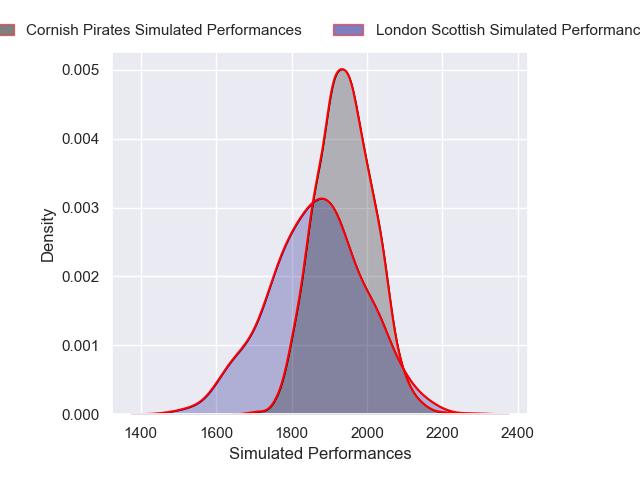 Cornish Pirates Simulated Performances London Scottish Simulated
0.005
0.004
0.003
0.002
0.001
0.000
Density
1400 1600 1800 2000 2200 2400
Simulated Performances